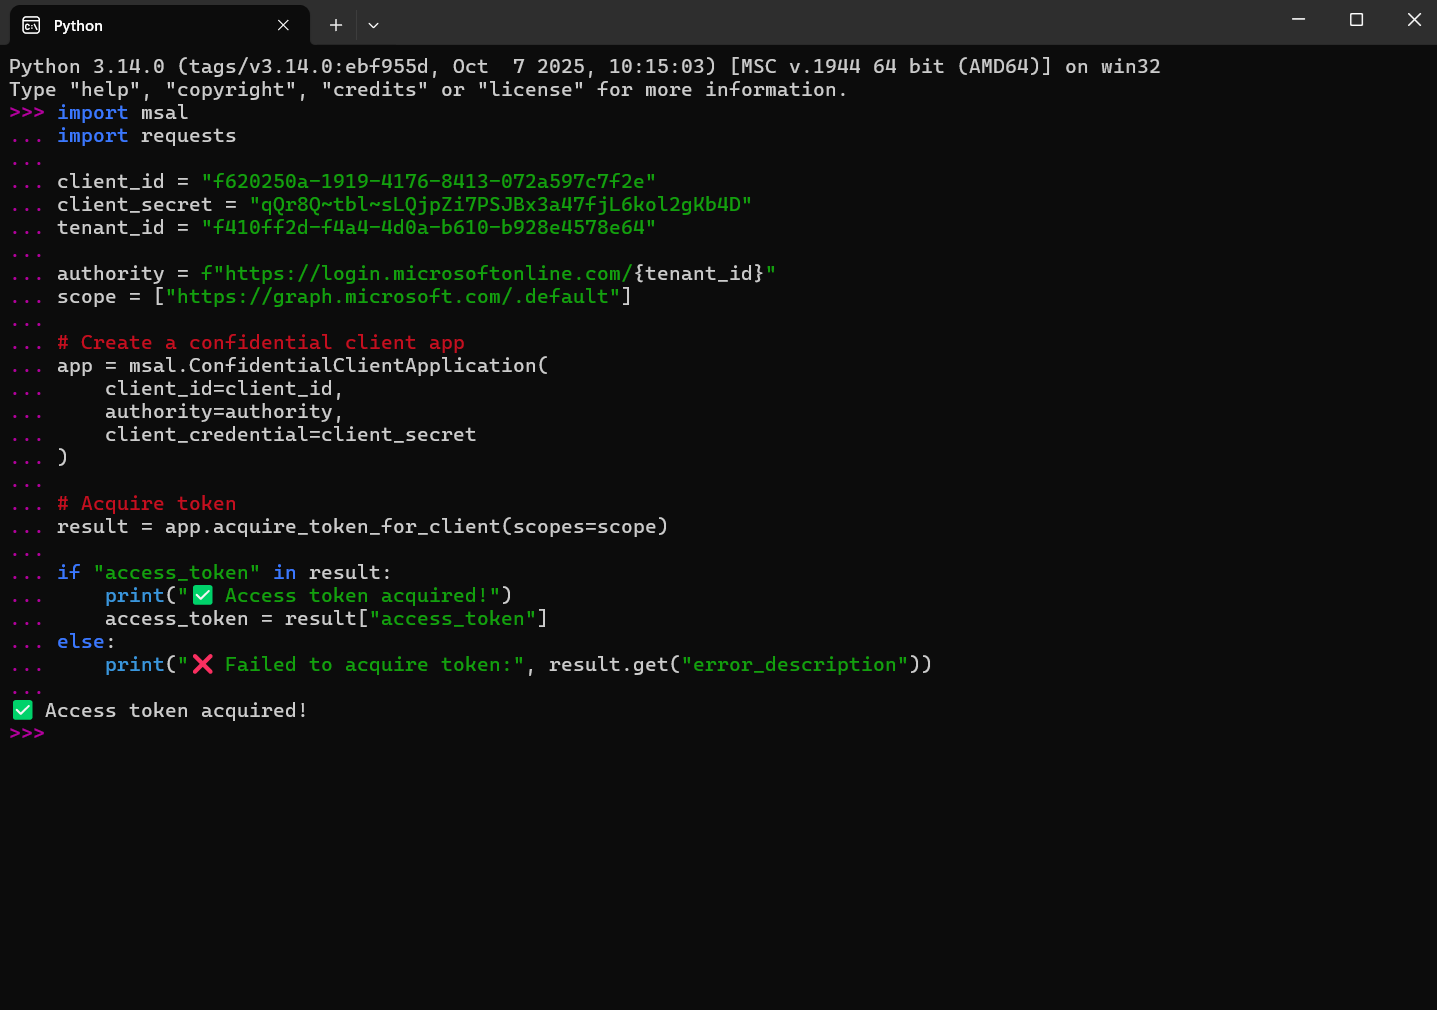 Python
Python 3.14.0 (tags/v3.14.0:ebf955d, Oct  7 2025, 10:15:03) [MSC v.1944 64 bit (AMD64)] on win32
Type "help", "copyright", "credits" or "license" for more information.
>>> import msal
... import requests
...
... client_id = "f620250a-1919-4176-8413-072a597c7f2e"
... client_secret = "qQr8Q~tbl~sLQjpZi7PSJBx3a47fjL6kol2gKb4D"
... tenant_id = "f410ff2d-f4a4-4d0a-b610-b928e4578e64"
...
... authority = f"https://login.microsoftonline.com/{tenant_id}"
... scope = ["https://graph.microsoft.com/.default"]
...
... # Create a confidential client app
... app = msal.ConfidentialClientApplication(
...     client_id=client_id,
...     authority=authority,
...     client_credential=client_secret
... )
...
... # Acquire token
... result = app.acquire_token_for_client(scopes=scope)
...
... if "access_token" in result:
...     print("✅ Access token acquired!")
...     access_token = result["access_token"]
... else:
...     print("❌ Failed to acquire token:", result.get("error_description"))
...
✅ Access token acquired!
>>>